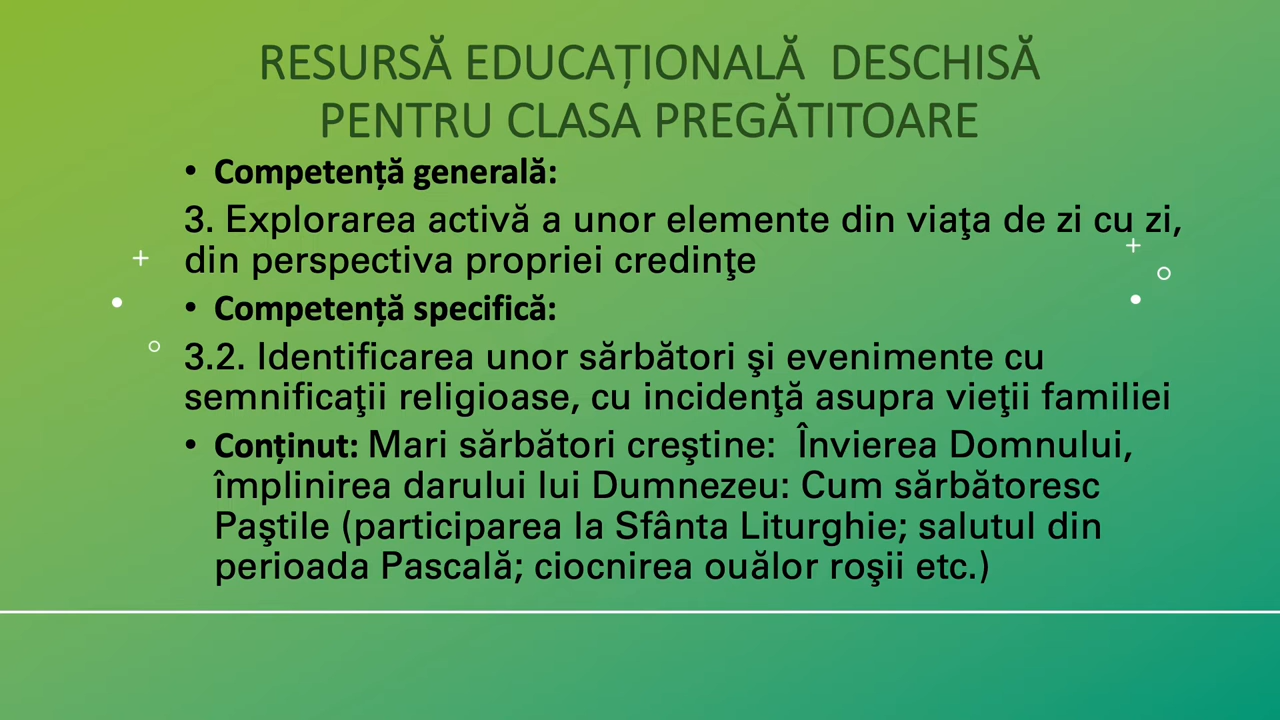 RESURSĂ EDUCAȚIONALĂ  DESCHISĂ
PENTRU CLASA PREGĂTITOARE
• Competență generală:
3. Explorarea activă a unor elemente din viaţa de zi cu zi,
din perspectiva propriei credinţe
• Competență specifică:
3.2. Identificarea unor sărbători şi evenimente cu
semnificaţii religioase, cu incidenţă asupra vieţii familiei
• Conținut: Mari sărbători creştine:  Învierea Domnului,
împlinirea darului lui Dumnezeu: Cum sărbătoresc
Paştile (participarea la Sfânta Liturghie; salutul din
perioada Pascală; ciocnirea ouălor roşii etc.)